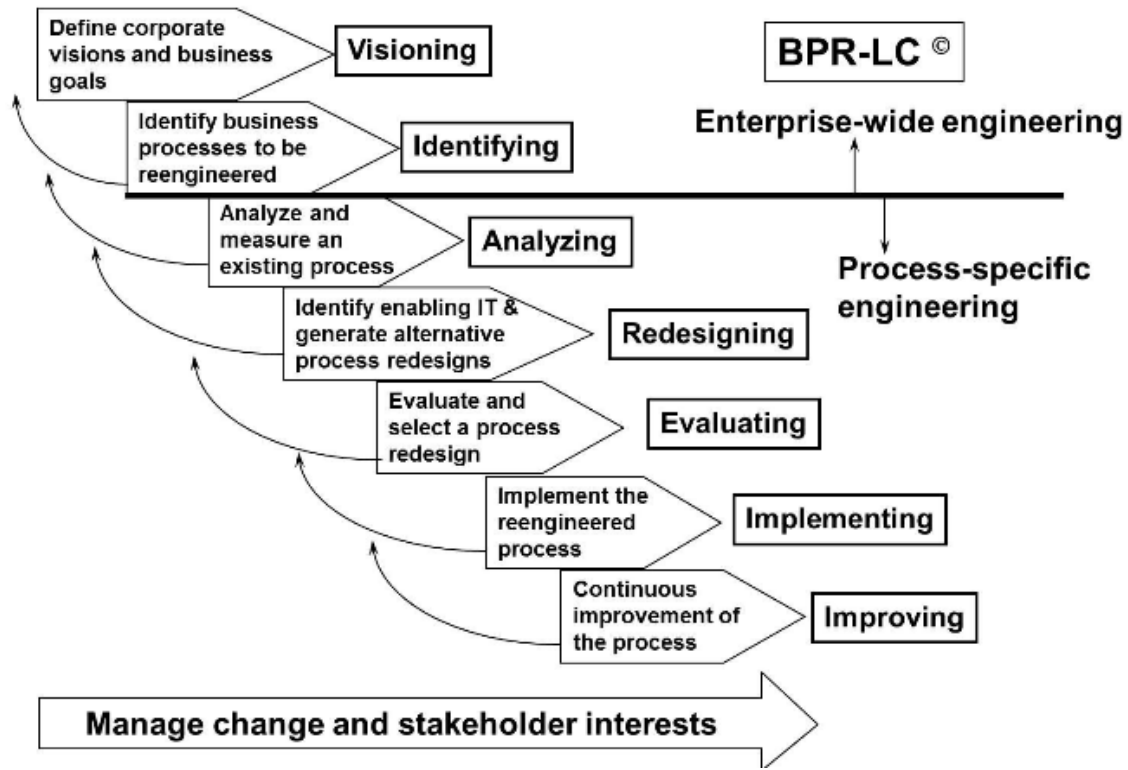 Define corporate
visions and business
goals
Visioning
BPR-LC ©
Identify business
processes to be
reengineered
Identifying
Enterprise-wide engineering
Analyze and
measure an
existing process
Analyzing
Process-specific
engineering
Identify enabling IT &
generate alternative
process redesigns
Redesigning
Evaluate and
select a process
redesign
Evaluating
Implement the
reengineered
process
Implementing
Continuous
improvement of
the process
Improving
Manage change and stakeholder interests